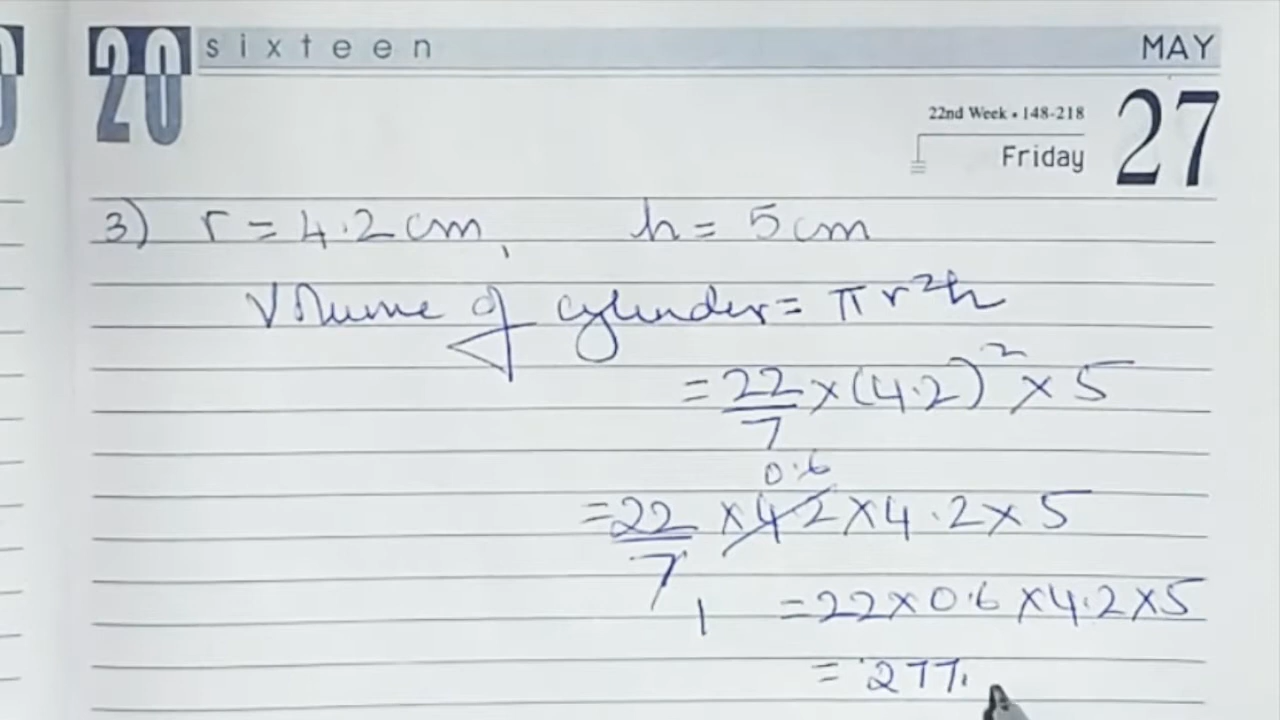 20 sixteen MAY
22nd Week • 148-218
Friday 27
3) r = 4.2 cm, h = 5 cm
Volume of cylinder = πr²h
= 22/7 × (4.2)² × 5
0.6
= 22/7 × 4.2 × 4.2 × 5
1
= 22 × 0.6 × 4.2 × 5
= 277.